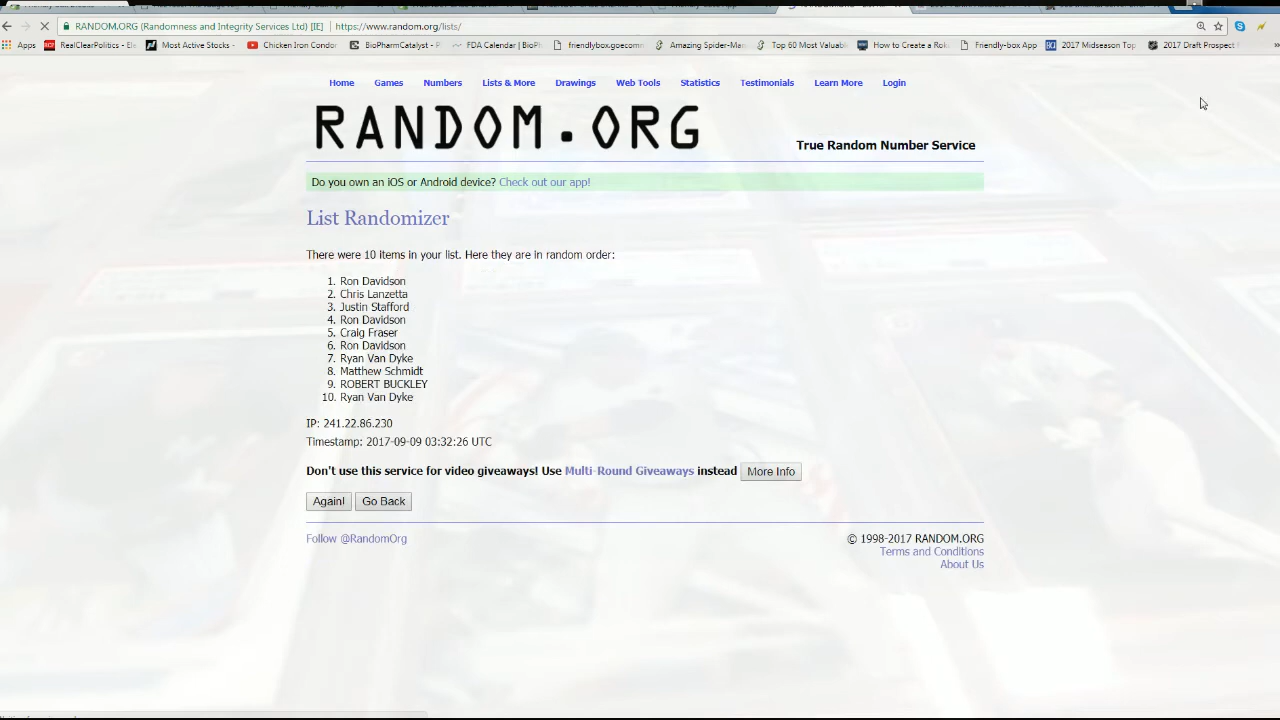 RANDOM.ORG (Randomness and Integrity Services Ltd) [IE] https://www.random.org/lists/
Apps RealClearPolitics - Ele Most Active Stocks - Chicken Iron Condor BioPharmCatalyst - FDA Calendar | BioPh friendlybox.goecomm Amazing Spider-Man Top 60 Most Valuable How to Create a Rok Friendly-box App 2017 Midseason Top 2017 Draft Prospect »
Home Games Numbers Lists & More Drawings Web Tools Statistics Testimonials Learn More Login
RANDOM.ORG
True Random Number Service
Do you own an iOS or Android device? Check out our app!
List Randomizer
There were 10 items in your list. Here they are in random order:
1. Ron Davidson
2. Chris Lanzetta
3. Justin Stafford
4. Ron Davidson
5. Craig Fraser
6. Ron Davidson
7. Ryan Van Dyke
8. Matthew Schmidt
9. ROBERT BUCKLEY
10. Ryan Van Dyke
IP: 241.22.86.230
Timestamp: 2017-09-09 03:32:26 UTC
Don't use this service for video giveaways! Use Multi-Round Giveaways instead More Info
Again! Go Back
Follow @RandomOrg
© 1998-2017 RANDOM.ORG
Terms and Conditions
About Us